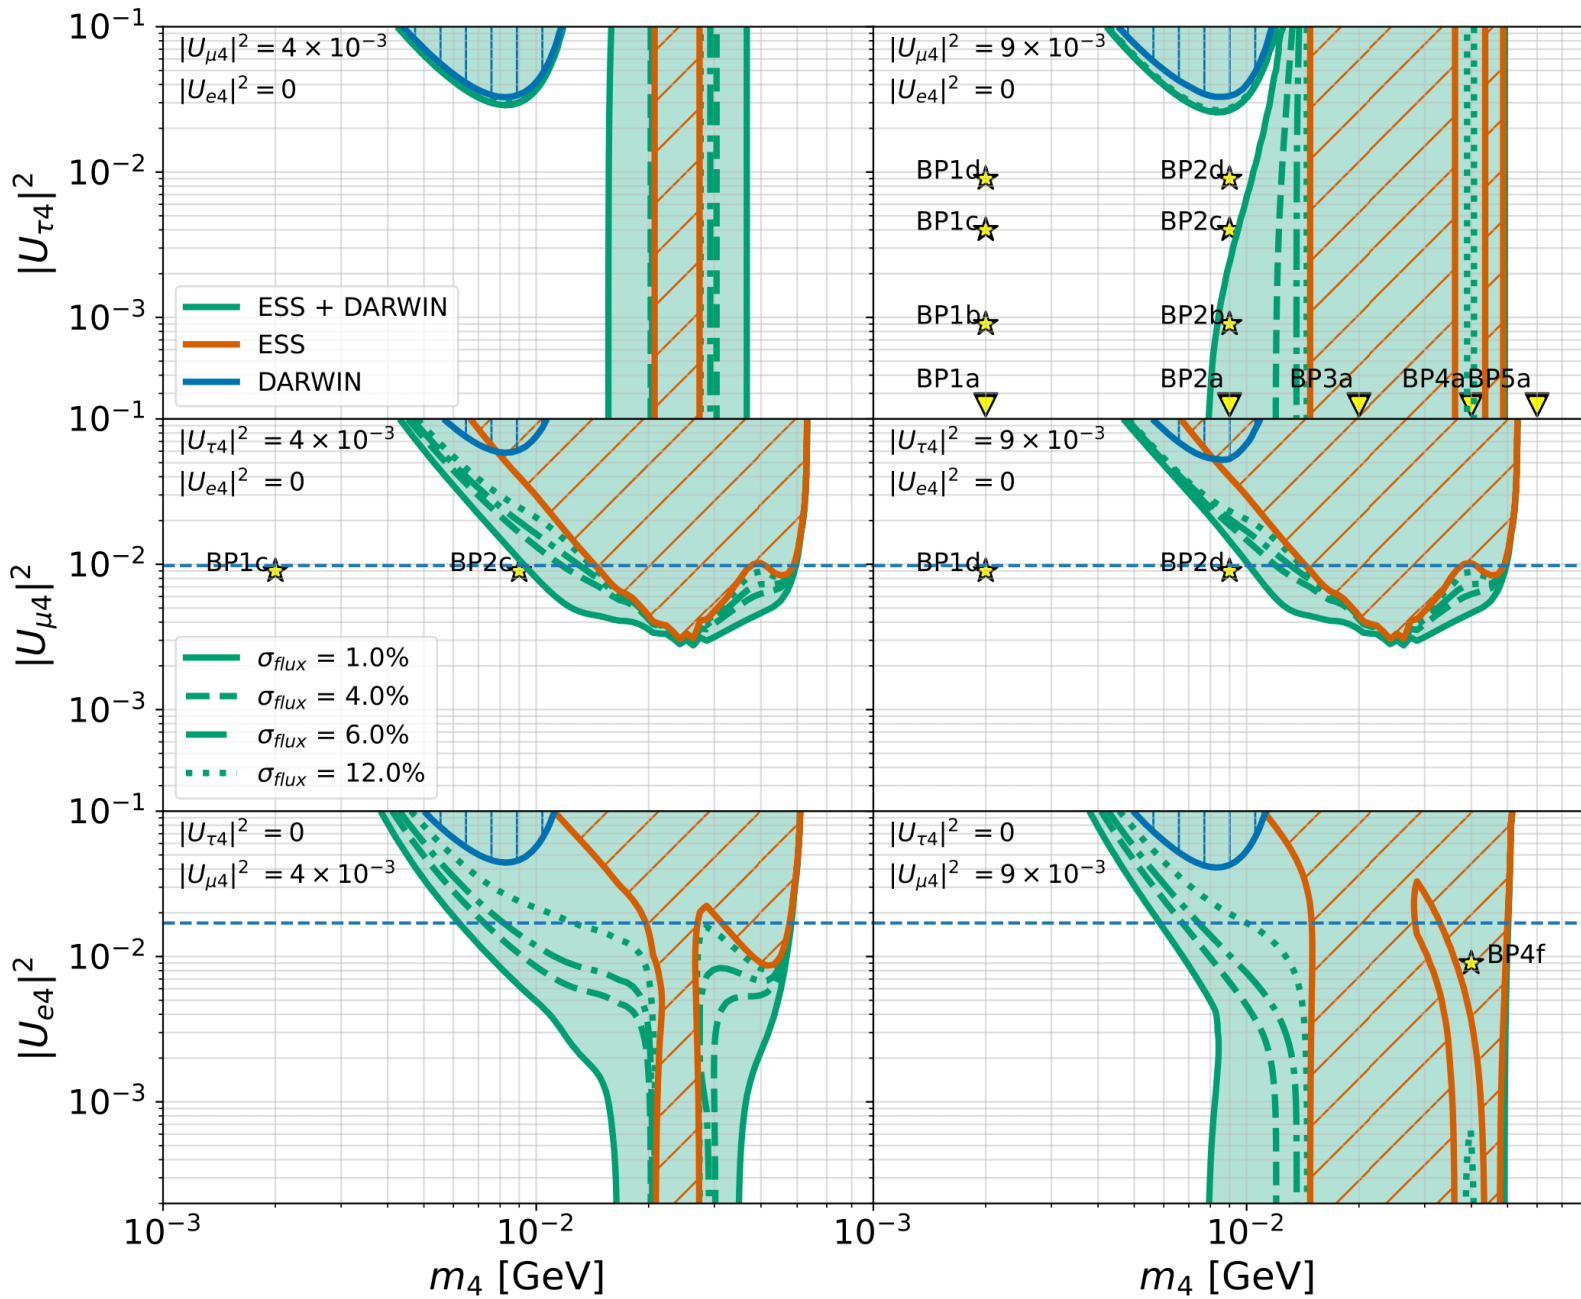 |U_τ4|²
10⁻¹
10⁻²
10⁻³
10⁻¹
|U_μ4|² = 4 × 10⁻³
|U_e4|² = 0
ESS + DARWIN
ESS
DARWIN
|U_μ4|² = 9 × 10⁻³
|U_e4|² = 0
BP1d
BP2d
BP1c
BP2c
BP1b
BP2b
BP1a
BP2a
BP3a
BP4a
BP5a
|U_μ4|²
10⁻²
10⁻³
10⁻¹
|U_τ4|² = 4 × 10⁻³
|U_e4|² = 0
BP1c
BP2c
σ_flux = 1.0%
σ_flux = 4.0%
σ_flux = 6.0%
σ_flux = 12.0%
|U_τ4|² = 9 × 10⁻³
|U_e4|² = 0
BP1d
BP2d
|U_e4|²
10⁻²
10⁻³
|U_τ4|² = 0
|U_μ4|² = 4 × 10⁻³
|U_τ4|² = 0
|U_μ4|² = 9 × 10⁻³
BP4f
10⁻³
10⁻²
10⁻³
10⁻²
m₄ [GeV]
m₄ [GeV]